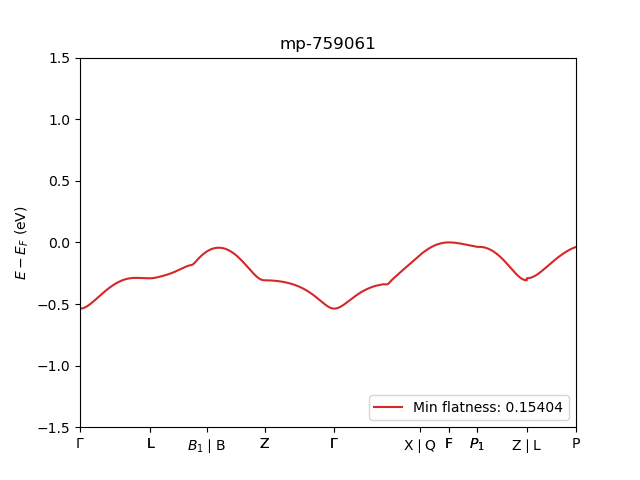 mp-759061
E − E_F (eV)
1.5
1.0
0.5
0.0
−0.5
−1.0
−1.5
Min flatness: 0.15404
Γ L B₁ | B Z Γ X | Q F P₁ Z | L P